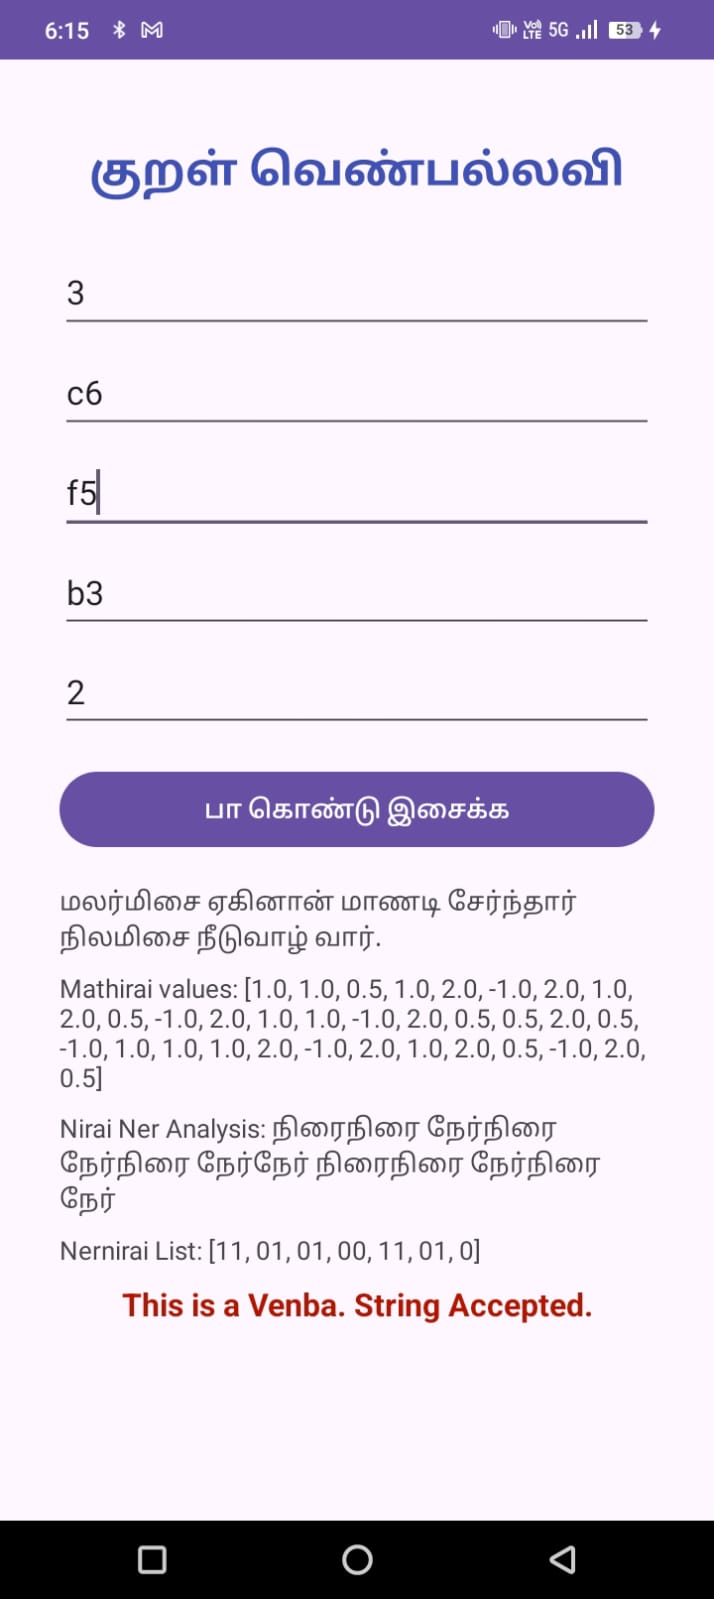 6:15 VoI LTE 5G 53
குறள் வெண்பல்லவி
3
c6
f5
b3
2
பா கொண்டு இசைக்க
மலர்மிசை ஏகினான் மாணடி சேர்ந்தார்
நிலமிசை நீடுவாழ் வார்.
Mathirai values: [1.0, 1.0, 0.5, 1.0, 2.0, -1.0, 2.0, 1.0,
2.0, 0.5, -1.0, 2.0, 1.0, 1.0, -1.0, 2.0, 0.5, 0.5, 2.0, 0.5,
-1.0, 1.0, 1.0, 1.0, 2.0, -1.0, 2.0, 1.0, 2.0, 0.5, -1.0, 2.0,
0.5]
Nirai Ner Analysis: நிரைநிரை நேர்நிரை
நேர்நிரை நேர்நேர் நிரைநிரை நேர்நிரை
நேர்
Nernirai List: [11, 01, 01, 00, 11, 01, 0]
This is a Venba. String Accepted.